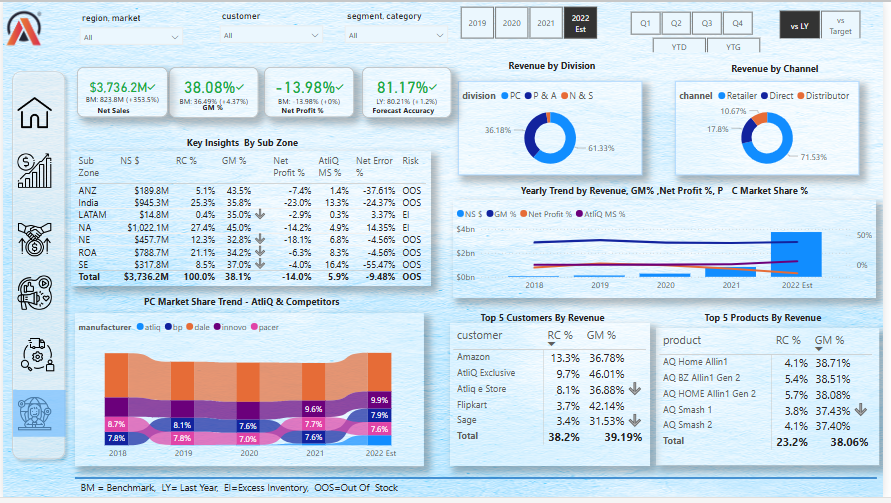 region, market
All
customer
All
segment, category
All
2019
2020
2021
2022 Est
Q1
Q2
Q3
Q4
YTD
YTG
vs LY
vs Target
$3,736.2M✓
BM: 823.8M (+353.5%)
Net Sales
38.08%✓
BM: 36.49% (+4.37%)
GM %
-13.98%✓
BM: -13.98% (+0%)
Net Profit %
81.17%✓
LY: 80.21% (+1.2%)
Forecast Accuracy
Revenue by Division
division PC P & A N & S
36.18%
61.33%
Revenue by Channel
channel Retailer Direct Distributor
10.67%
17.8%
71.53%
Key Insights By Sub Zone
Sub Zone NS $ RC % GM % Net Profit % AtliQ MS % Net Error % Risk
ANZ $189.8M 5.1% 43.5% -7.4% 1.4% -37.61% OOS
India $945.3M 25.3% 35.8% -23.0% 13.3% -24.37% OOS
LATAM $14.8M 0.4% 35.0% -2.9% 0.3% 3.37% EI
NA $1,022.1M 27.4% 45.0% -14.2% 4.9% 14.35% EI
NE $457.7M 12.3% 32.8% -18.1% 6.8% -4.56% OOS
ROA $788.7M 21.1% 34.2% -6.3% 8.3% -4.56% OOS
SE $317.8M 8.5% 37.0% -4.0% 16.4% -55.47% OOS
Total $3,736.2M 100.0% 38.1% -14.0% 5.9% -9.48% OOS
Yearly Trend by Revenue, GM% ,Net Profit %, P C Market Share %
NS $ GM % Net Profit % AtliQ MS %
$4bn
$2bn
$0bn
50%
0%
2018 2019 2020 2021 2022 Est
PC Market Share Trend - AtliQ & Competitors
manufacturer atliq bp dale innovo pacer
9.9%
9.6%
7.9%
8.7% 8.1% 7.6% 7.7% 7.6%
7.8% 7.8% 7.0% 7.6%
2018 2019 2020 2021 2022 Est
Top 5 Customers By Revenue
customer RC % GM %
Amazon 13.3% 36.78%
AtliQ Exclusive 9.7% 46.01%
Atliq e Store 8.1% 36.88%
Flipkart 3.7% 42.14%
Sage 3.4% 31.53%
Total 38.2% 39.19%
Top 5 Products By Revenue
product RC % GM %
AQ Home Allin1 4.1% 38.71%
AQ BZ Allin1 Gen 2 5.4% 38.51%
AQ HOME Allin1 Gen 2 5.7% 38.08%
AQ Smash 1 3.8% 37.43%
AQ Smash 2 4.1% 37.40%
Total 23.2% 38.06%
BM = Benchmark, LY= Last Year, EI=Excess Inventory, OOS=Out Of Stock